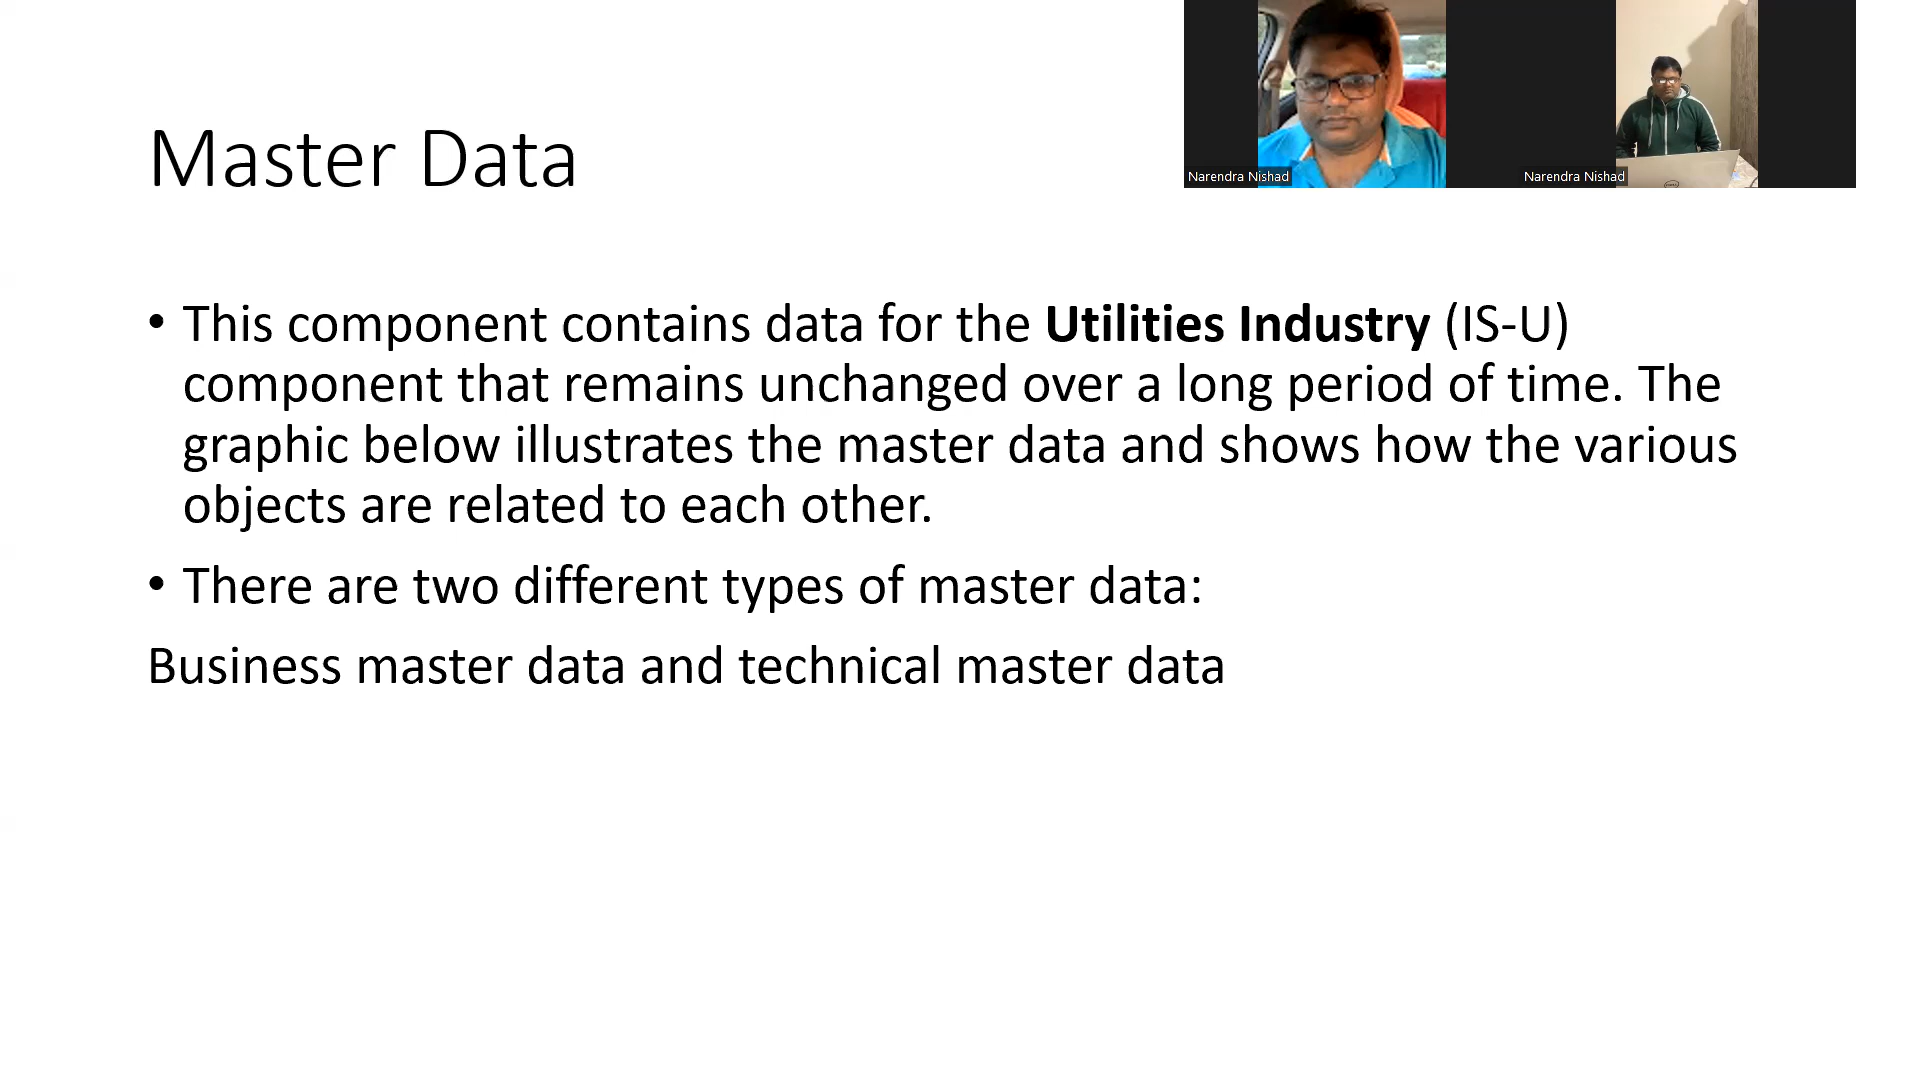 Narendra Nishad
Narendra Nishad
Master Data
• This component contains data for the Utilities Industry (IS-U)
component that remains unchanged over a long period of time. The
graphic below illustrates the master data and shows how the various
objects are related to each other.
• There are two different types of master data:
Business master data and technical master data